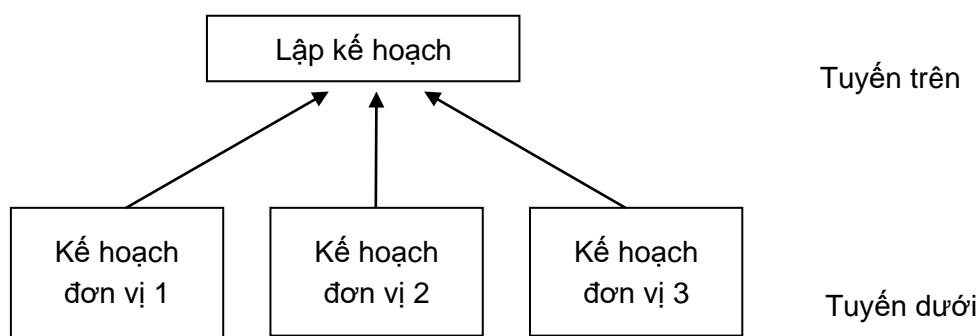 Lập kế hoạch
Tuyến trên
Kế hoạch
đơn vị 1
Kế hoạch
đơn vị 2
Kế hoạch
đơn vị 3
Tuyến dưới